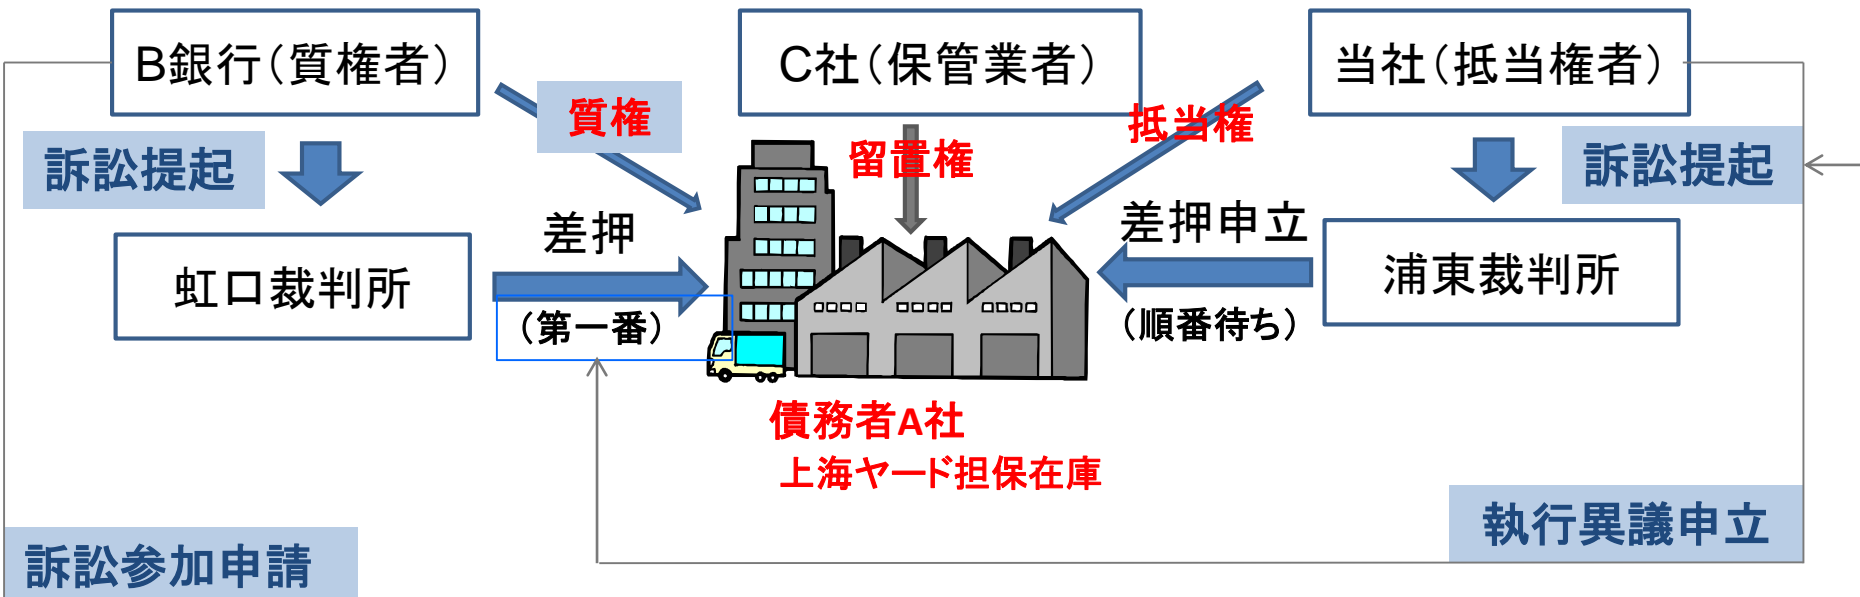 B銀行(質権者)
C社(保管業者)
当社(抵当権者)
質権
抵当権
留置権
訴訟提起
訴訟提起
差押
差押申立
虹口裁判所
浦東裁判所
(第一番)
(順番待ち)
債務者A社
上海ヤード担保在庫
執行異議申立
訴訟参加申請